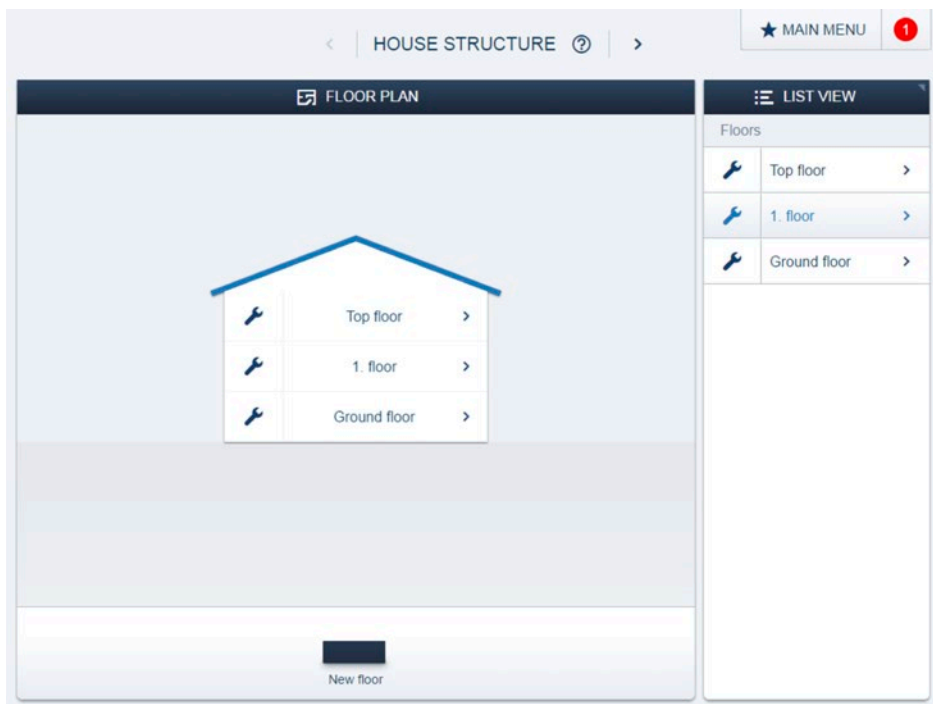 HOUSE STRUCTURE ?
MAIN MENU
1
FLOOR PLAN
Top floor
1. floor
Ground floor
New floor
LIST VIEW
Floors
Top floor
1. floor
Ground floor